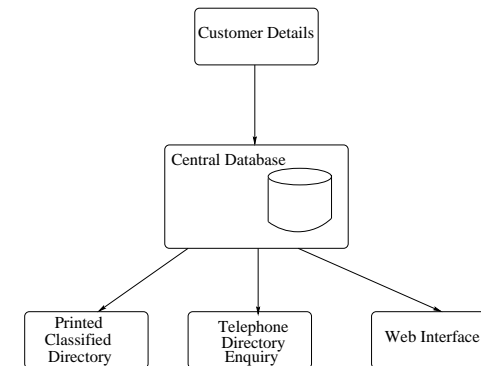 Customer Details
Central Database
Printed
Classified
Directory
Telephone
Directory
Enquiry
Web Interface